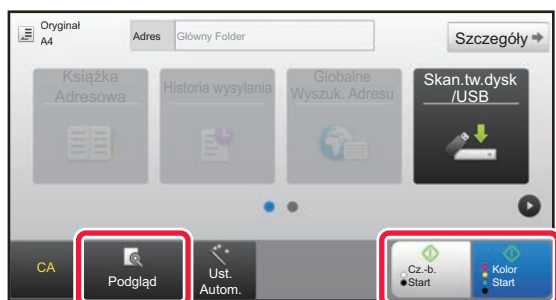 Oryginał
A4
Adres
Główny Folder
Szczegóły
Książka
Adresowa
Historia wysyłania
Globalne
Wyszuk. Adresu
Skan.tw.dysk
/USB
CA
Podgląd
Ust.
Autom.
Cz.-b.
Start
Kolor
Start